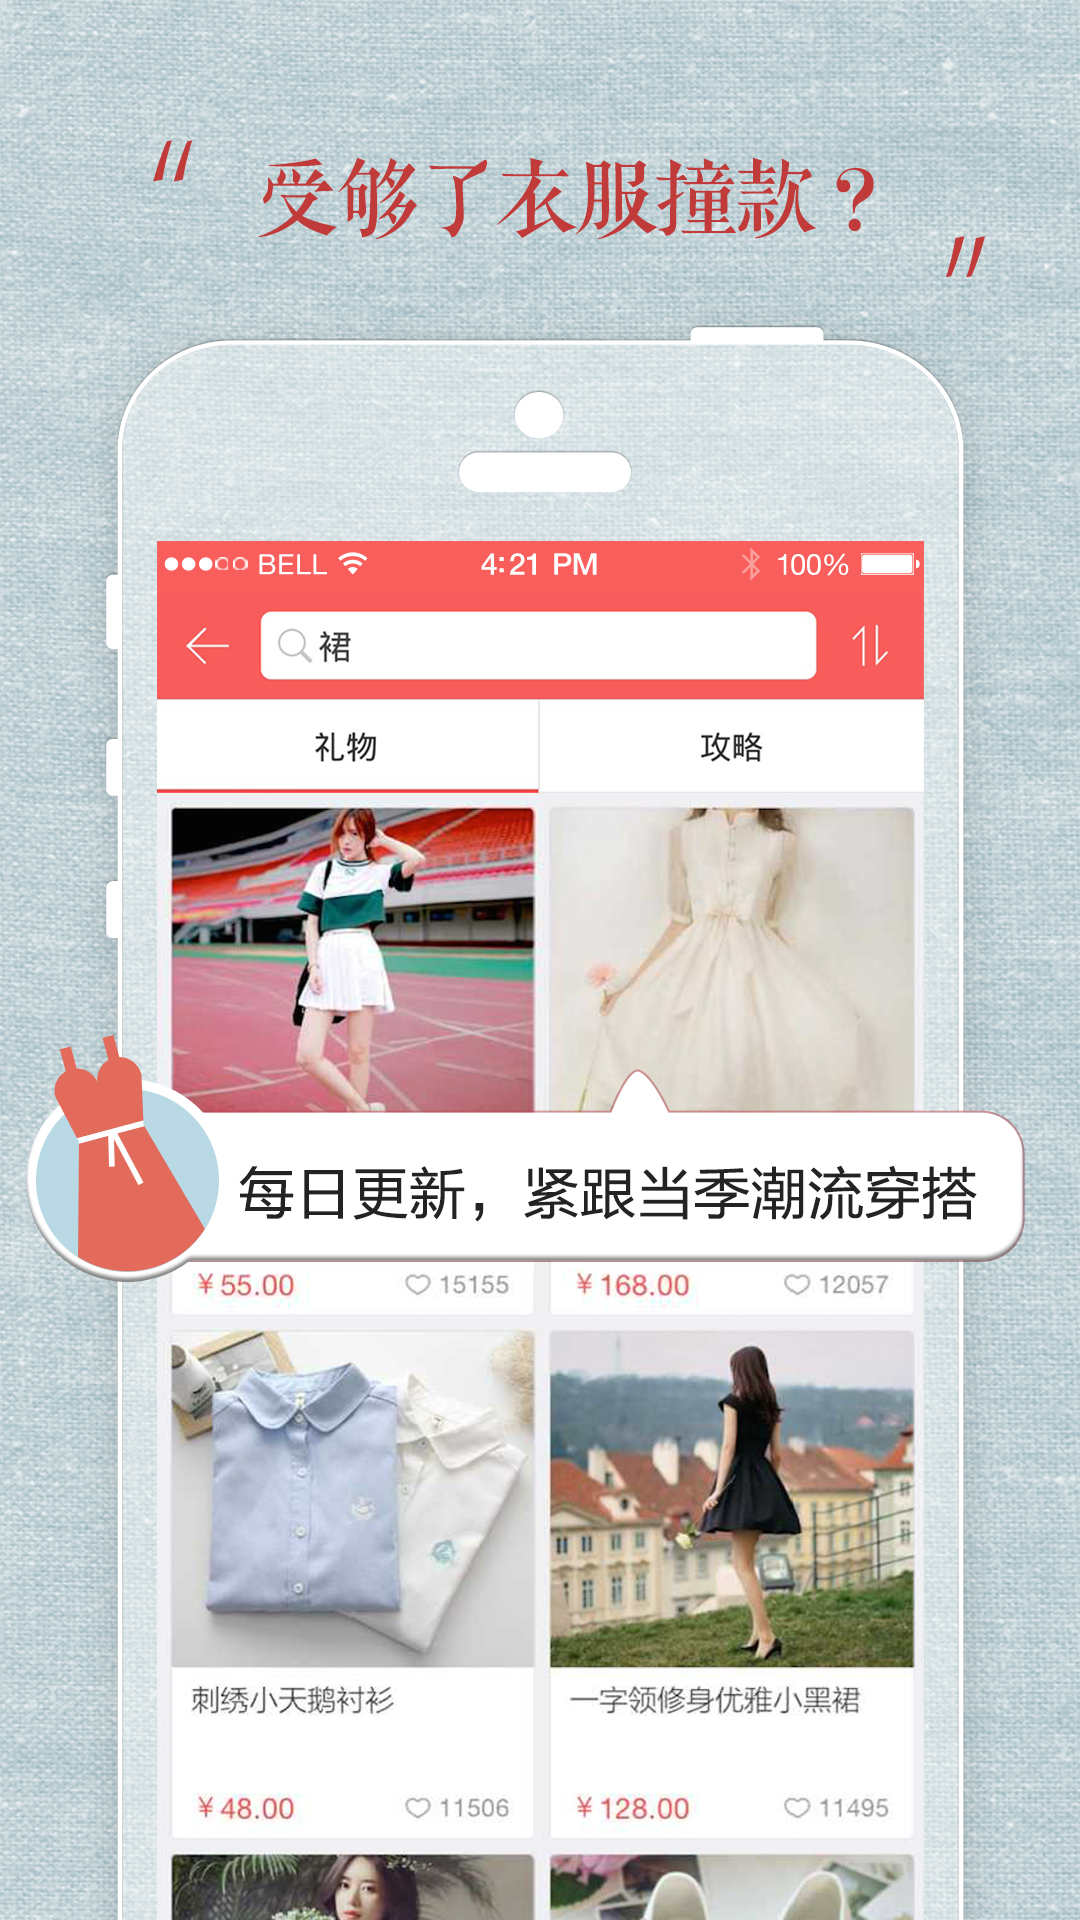 "受够了衣服撞款？"
BELL 4:21 PM 100%
裙
礼物 攻略
每日更新，紧跟当季潮流穿搭
¥55.00 15155 ¥168.00 12057
刺绣小天鹅衬衫 一字领修身优雅小黑裙
¥48.00 11506 ¥128.00 11495